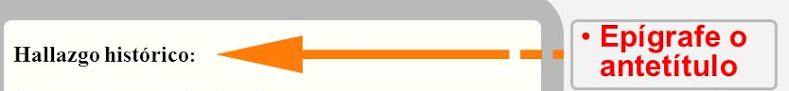 Hallazgo histórico:
• Epígrafe o
antetítulo